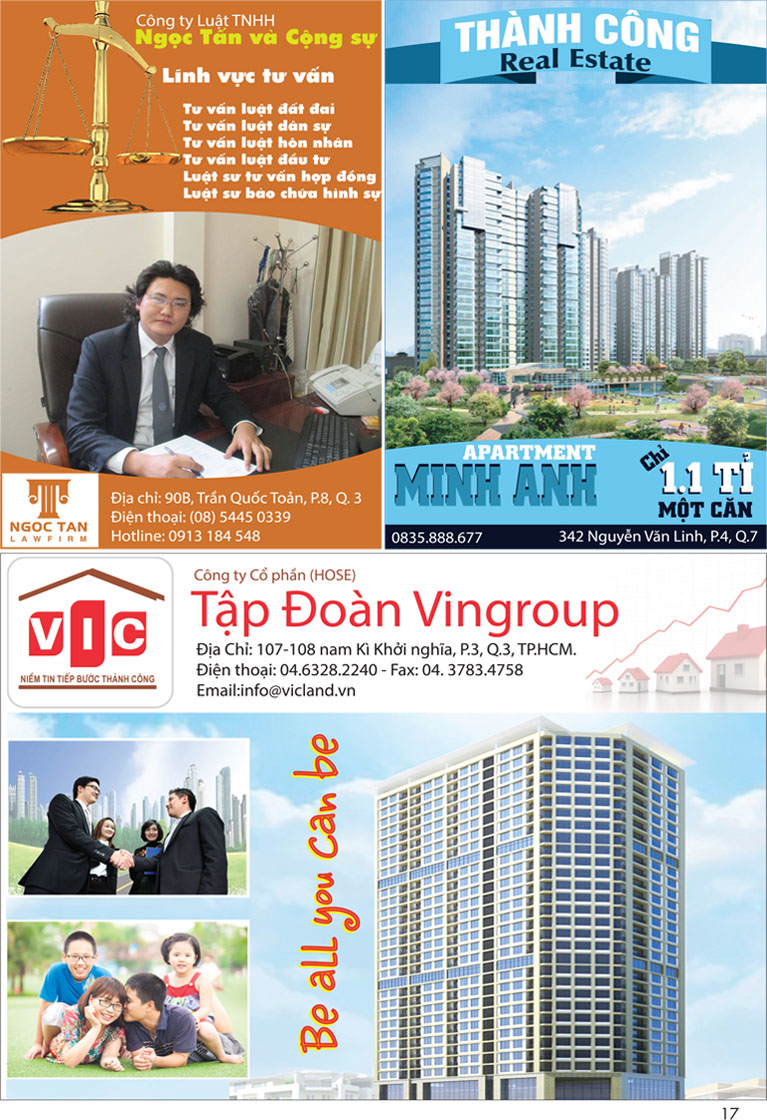 Công ty Luật TNHH
Ngọc Tấn và Cộng sự
Lĩnh vực tư vấn
Tư vấn luật đất đai
Tư vấn luật dân sự
Tư vấn luật hôn nhân
Tư vấn luật đầu tư
Luật sư tư vấn hợp đồng
Luật sư bào chữa hình sự
NGOC TAN
LAWFIRM
Địa chỉ: 90B, Trần Quốc Toản, P.8, Q. 3
Điện thoại: (08) 5445 0339
Hotline: 0913 184 548
THÀNH CÔNG
Real Estate
APARTMENT
MINH ANH
Chỉ
1.1 TỈ
MỘT CĂN
0835.888.677
342 Nguyễn Văn Linh, P.4, Q.7
VIC
NIỀM TIN TIẾP BƯỚC THÀNH CÔNG
Công ty Cổ phần (HOSE)
Tập Đoàn Vingroup
Địa Chỉ: 107-108 nam Kì Khởi nghĩa, P.3, Q.3, TP.HCM.
Điện thoại: 04.6328.2240 - Fax: 04. 3783.4758
Email:info@vicland.vn
Be all you can be
17